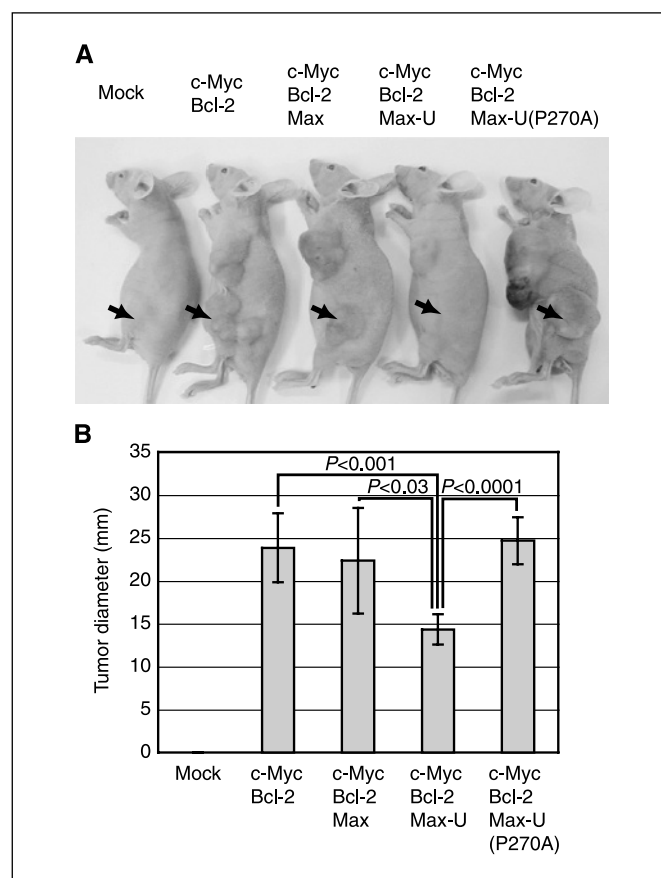 A
Mock
c-Myc
Bcl-2
c-Myc
Bcl-2
Max
c-Myc
Bcl-2
Max-U
c-Myc
Bcl-2
Max-U(P270A)
B
Tumor diameter (mm)
35
30
25
20
15
10
5
0
P<0.001
P<0.03
P<0.0001
Mock
c-Myc
Bcl-2
c-Myc
Bcl-2
Max
c-Myc
Bcl-2
Max-U
c-Myc
Bcl-2
Max-U
(P270A)